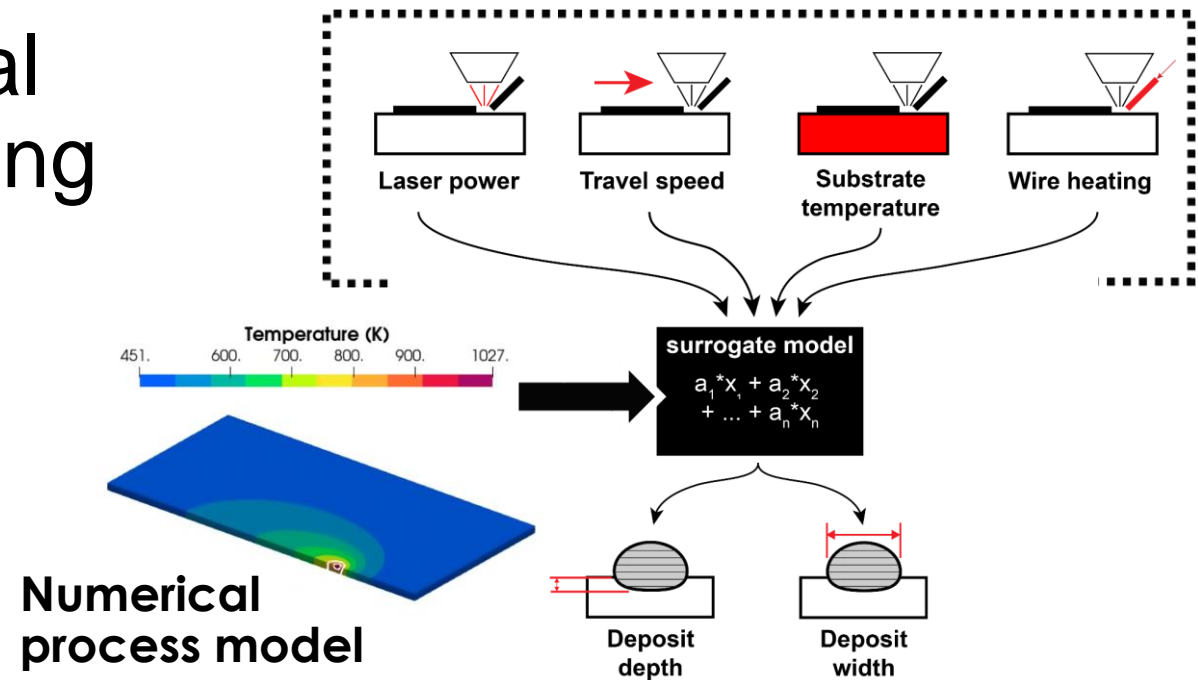 al
ng
Laser power
Travel speed
Substrate
temperature
Wire heating
Temperature (K)
451. 600. 700. 800. 900. 1027.
surrogate model
a₁*x₁ + a₂*x₂
+ ... + aₙ*xₙ
Numerical
process model
Deposit
depth
Deposit
width